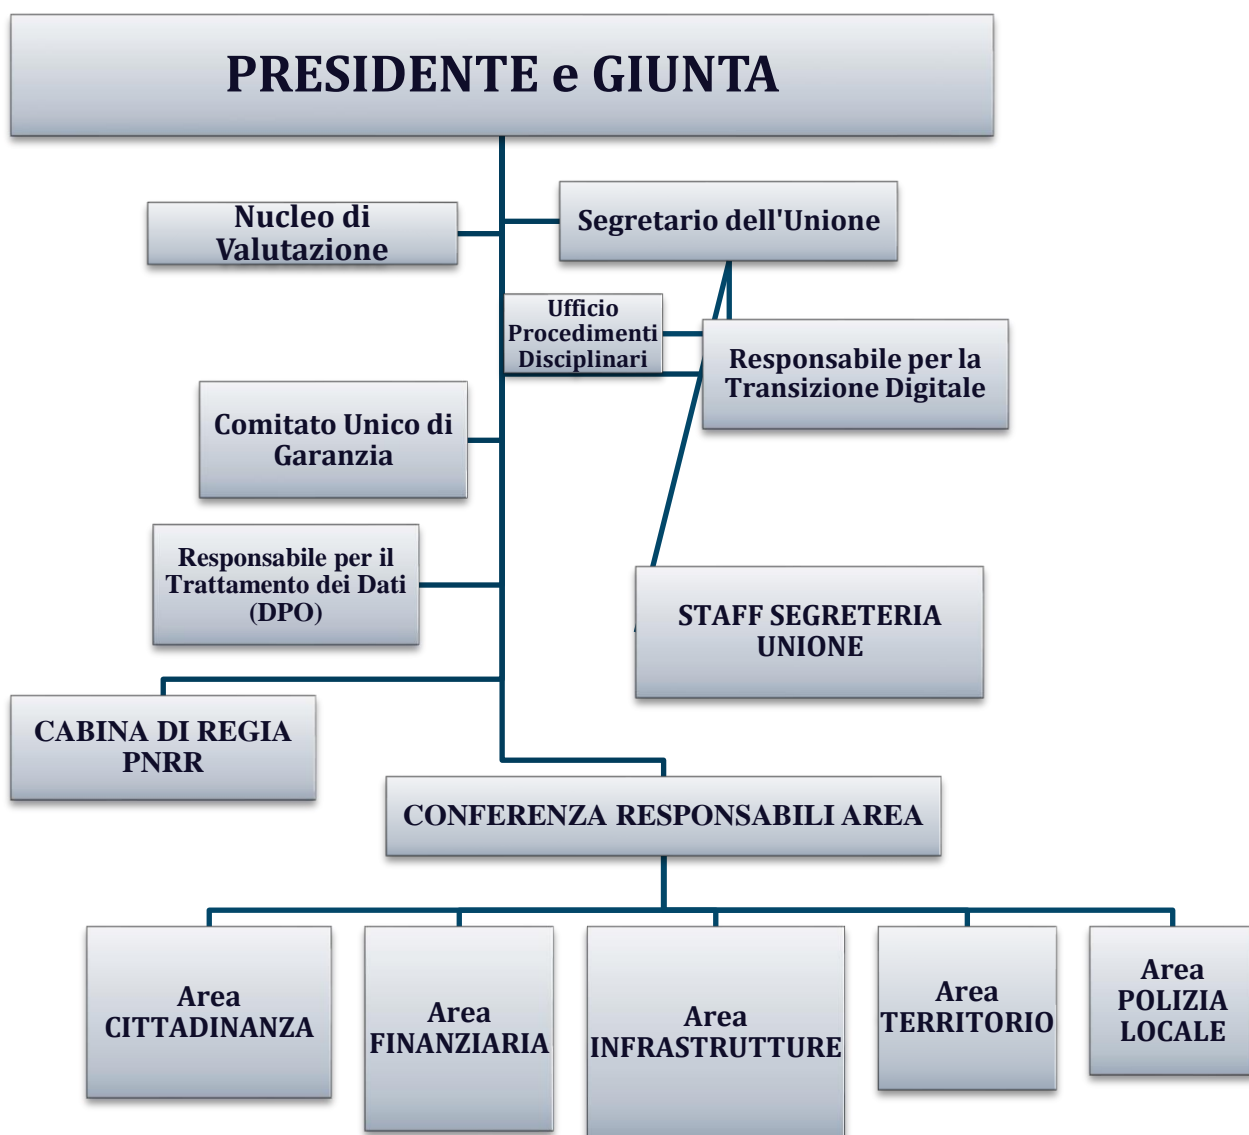 PRESIDENTE e GIUNTA
Nucleo di
Valutazione
Segretario dell'Unione
Ufficio
Procedimenti
Disciplinari
Responsabile per la
Transizione Digitale
Comitato Unico di
Garanzia
Responsabile per il
Trattamento dei Dati
(DPO)
STAFF SEGRETERIA
UNIONE
CABINA DI REGIA
PNRR
CONFERENZA RESPONSABILI AREA
Area
CITTADINANZA
Area
FINANZIARIA
Area
INFRASTRUTTURE
Area
TERRITORIO
Area
POLIZIA
LOCALE